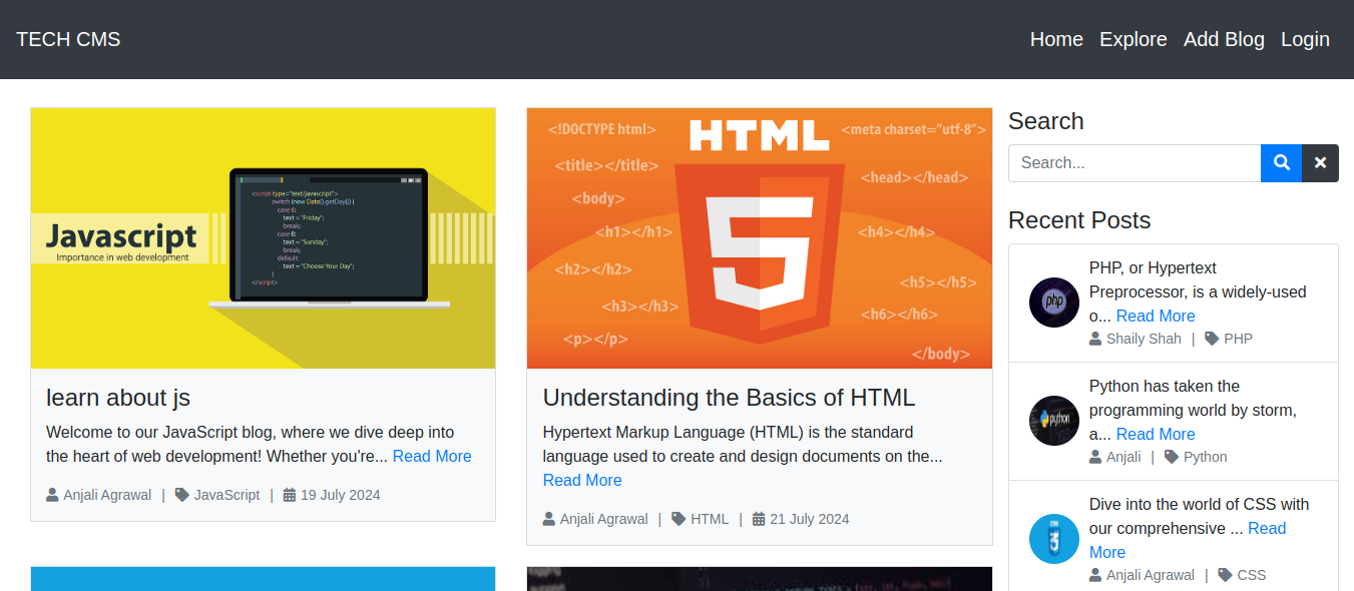 TECH CMS
Home Explore Add Blog Login
Javascript
Importance in web development
<script type="text/javascript">
switch (new Date().getDay()) {
case 6:
text = "Friday";
break;
case 0:
text = "Sunday";
break;
default:
text = "Choose Your Day";
}
</script>
learn about js
Welcome to our JavaScript blog, where we dive deep into
the heart of web development! Whether you're... Read More
Anjali Agrawal | JavaScript | 19 July 2024
HTML
<!DOCTYPE html>
<meta charset="utf-8">
<title></title>
<head></head>
<body>
<h1></h1>
<h4></h4>
<h2></h2>
<h5></h5>
<h3></h3>
<h6></h6>
<p></p>
</body>
5
Understanding the Basics of HTML
Hypertext Markup Language (HTML) is the standard
language used to create and design documents on the...
Read More
Anjali Agrawal | HTML | 21 July 2024
Search
Search...
Recent Posts
php
PHP, or Hypertext
Preprocessor, is a widely-used
o... Read More
Shaily Shah | PHP
python
Python has taken the
programming world by storm,
a... Read More
Anjali | Python
3
Dive into the world of CSS with
our comprehensive ... Read
More
Anjali Agrawal | CSS